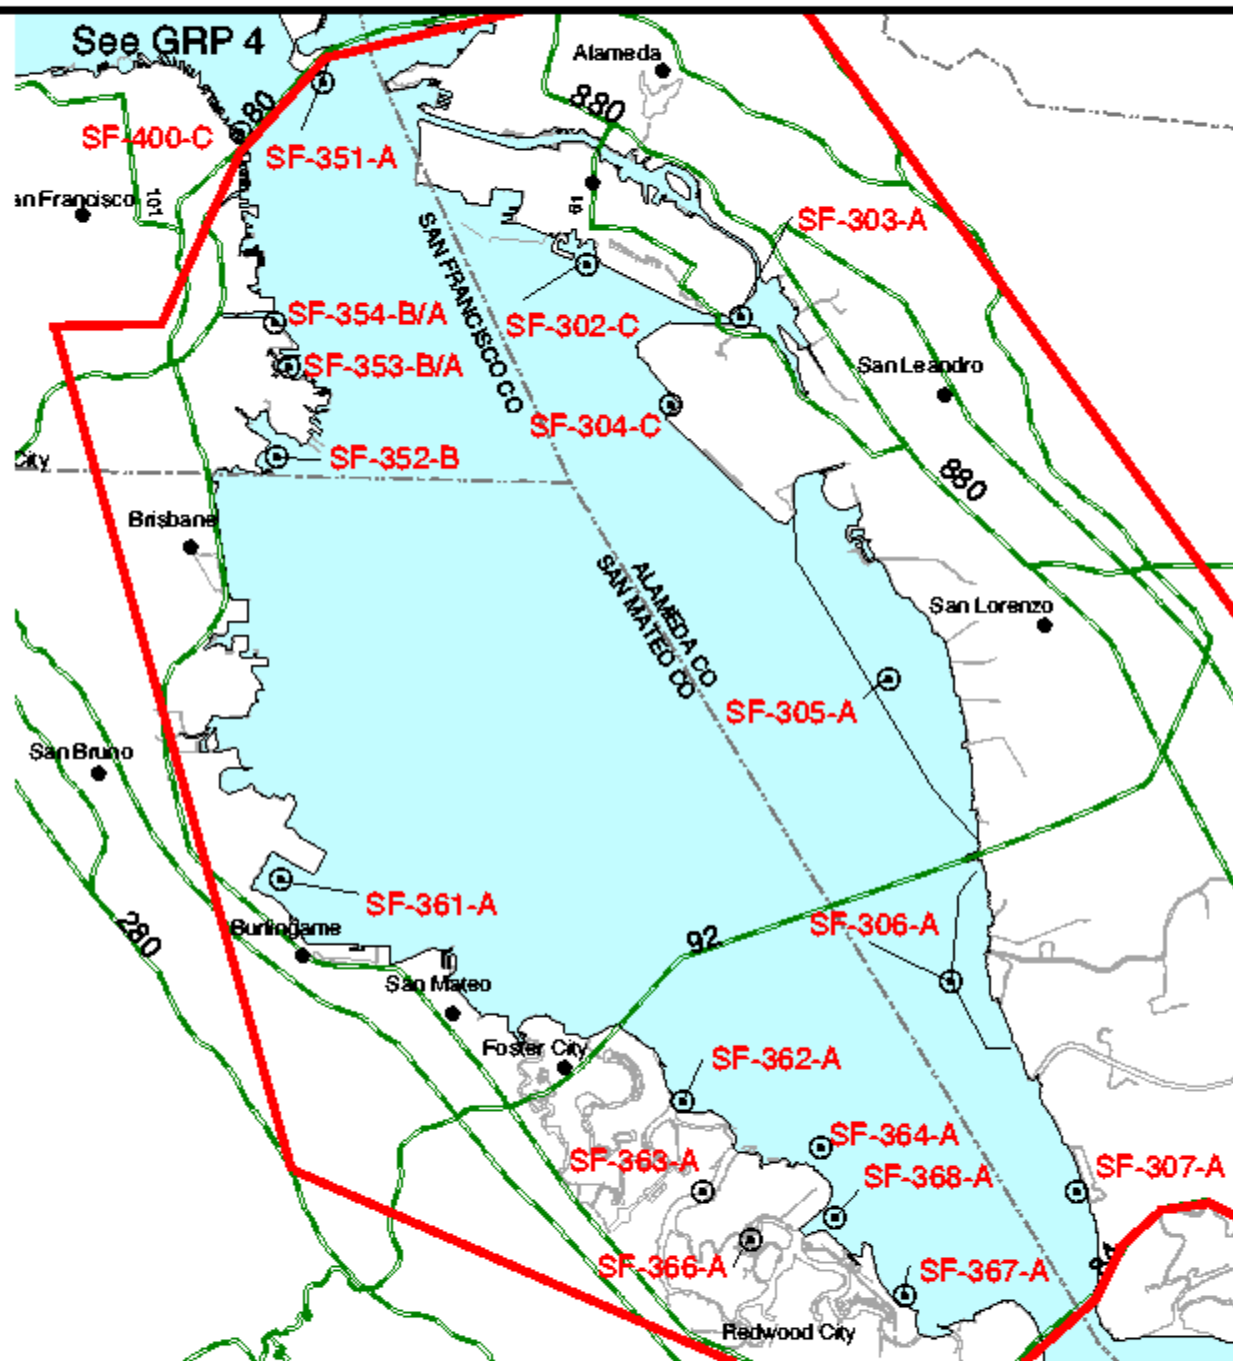 See GRP 4
Alameda
80
880
SF-400-C
SF-351-A
an Francisco
101
61
SF-303-A
SAN FRANCISCO CO
SF-354-B/A
SF-302-C
SF-353-B/A
San Leandro
SF-304-C
SF-352-B
City
880
Brisbane
ALAMEDA CO
SAN MATEO CO
San Lorenzo
SF-305-A
San Bruno
SF-361-A
280
Burlingame
92
SF-306-A
San Mateo
Foster City
SF-362-A
SF-364-A
SF-363-A
SF-307-A
SF-368-A
84
SF-366-A
SF-367-A
Redwood City